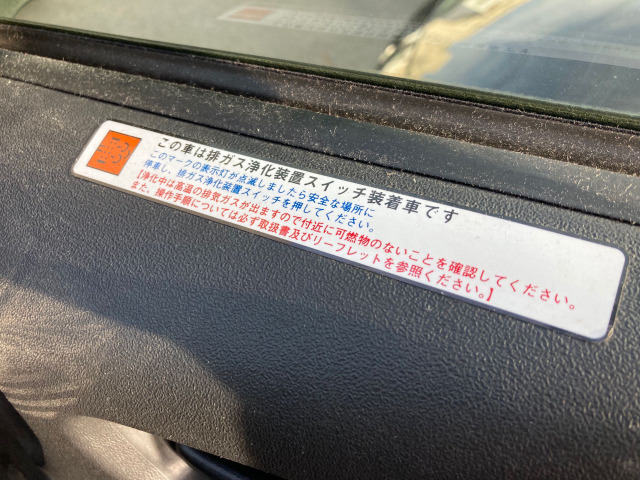 この車は排ガス浄化装置スイッチ装着車です
このマークの表示灯が点滅しましたら安全な場所に
停車し、排ガス浄化装置スイッチを押してください。
【浄化中は高温の排気ガスが出ますので付近に可燃物のないことを確認してください。
また、操作手順については必ず取扱書及びリーフレットを参照ください。】